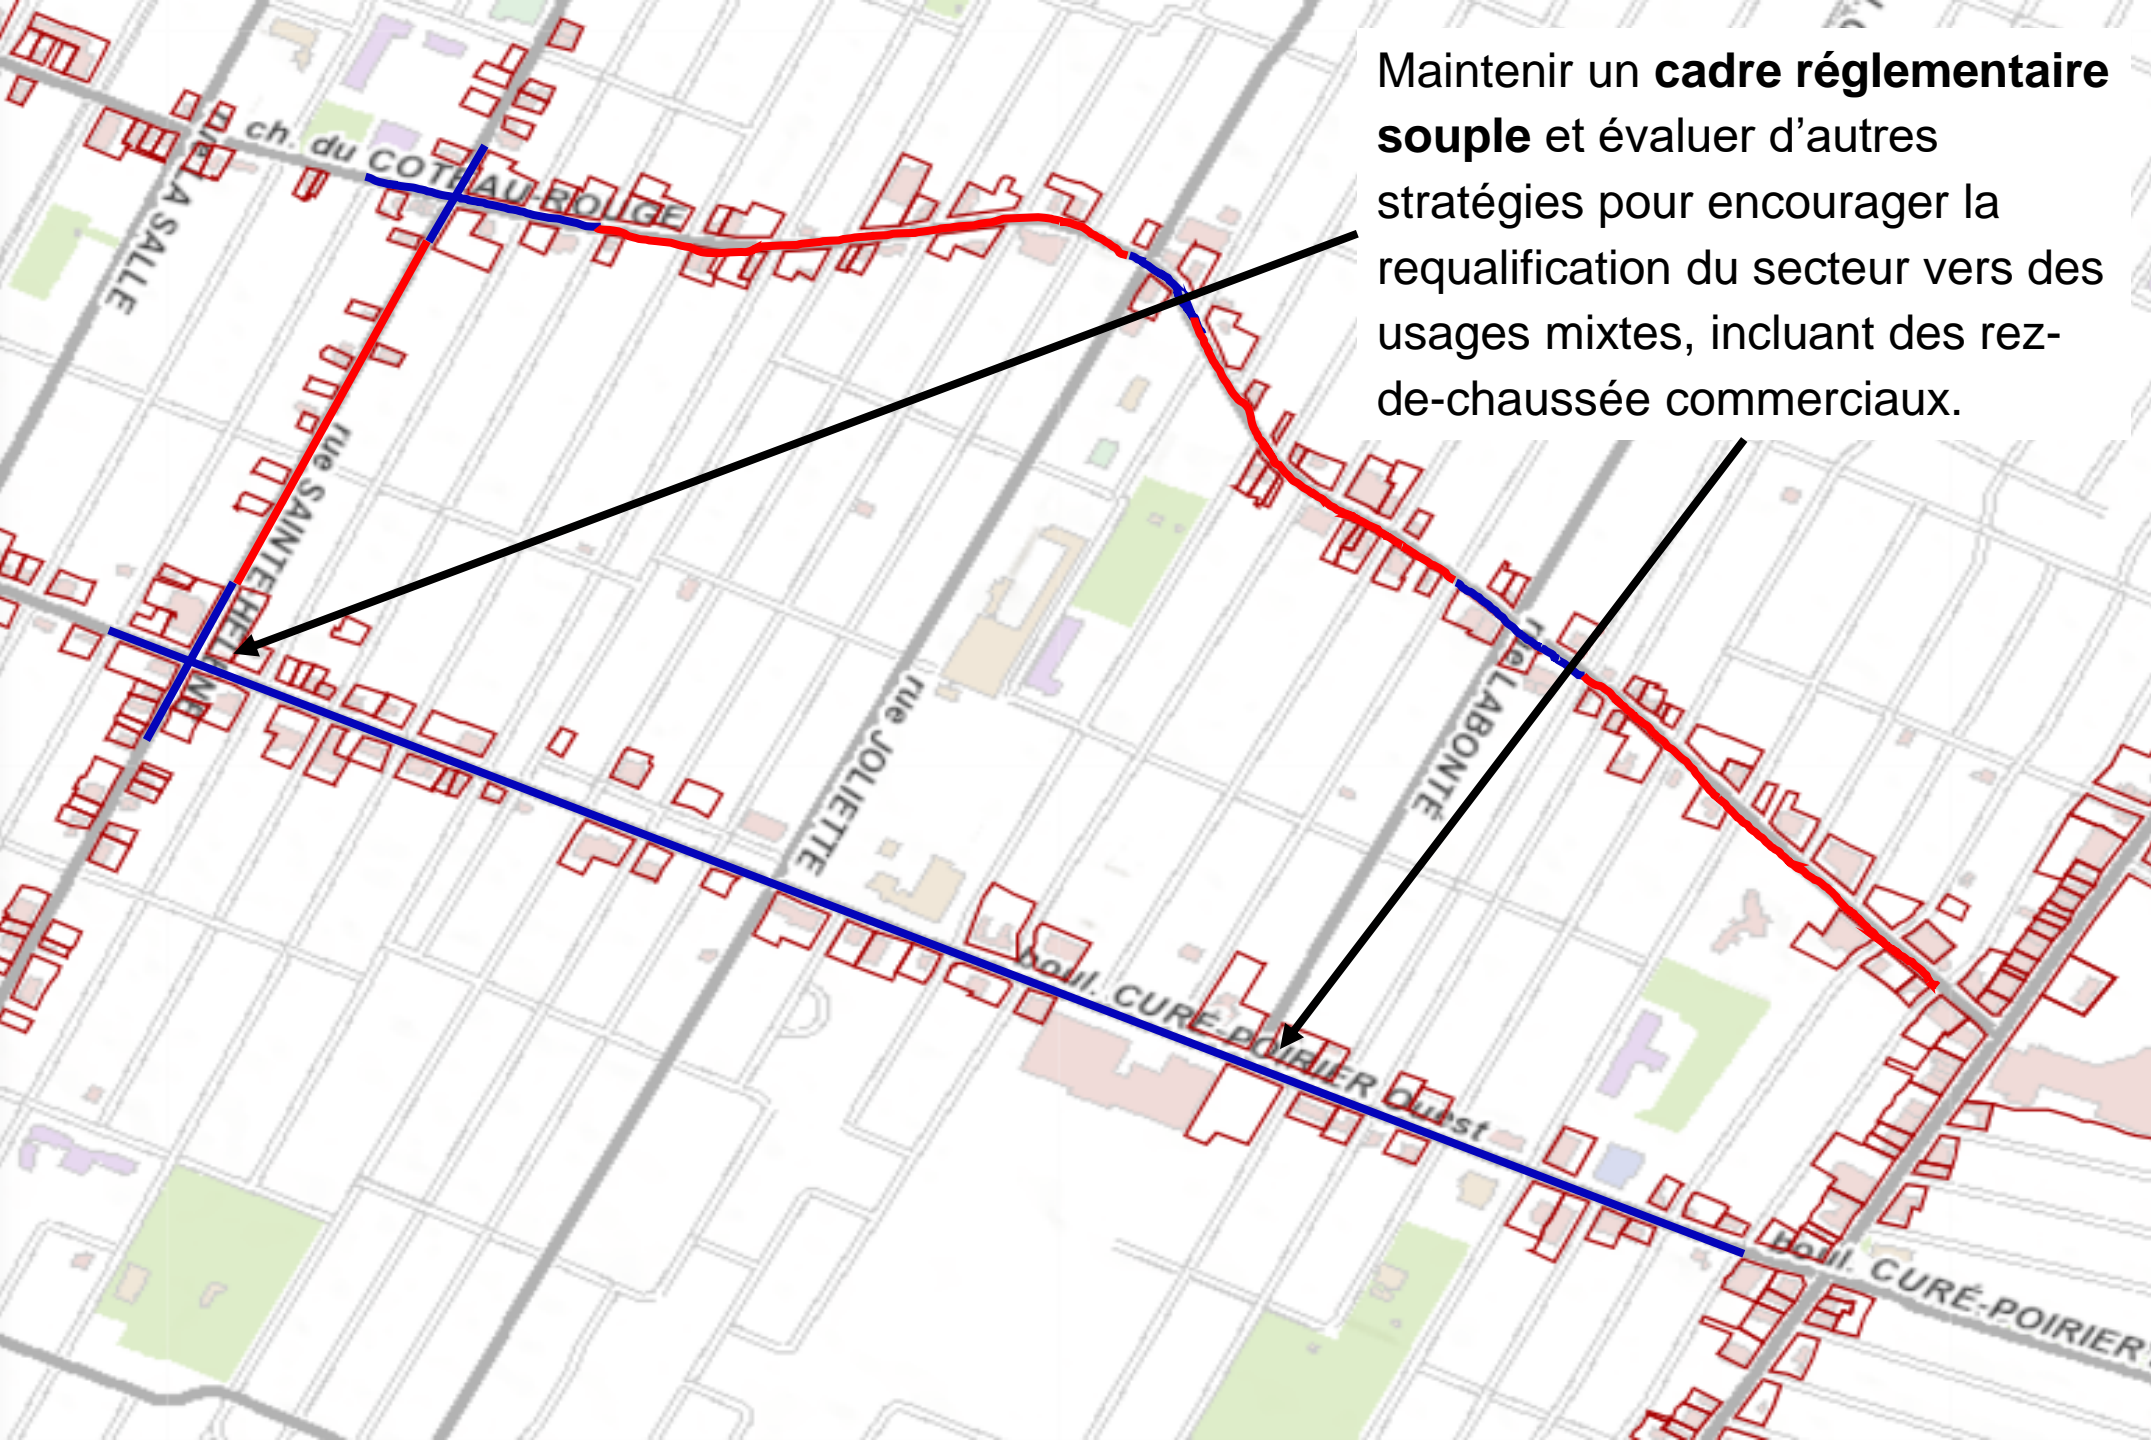 Maintenir un cadre réglementaire
souple et évaluer d’autres
stratégies pour encourager la
requalification du secteur vers des
usages mixtes, incluant des rez-
de-chaussée commerciaux.
ch. du COTEAU-ROUGE
LA SALLE
rue SAINTE-HÉLÈNE
rue JOLIETTE
rue LABONTÉ
boul. CURÉ-POIRIER Ouest
boul. CURÉ-POIRIER